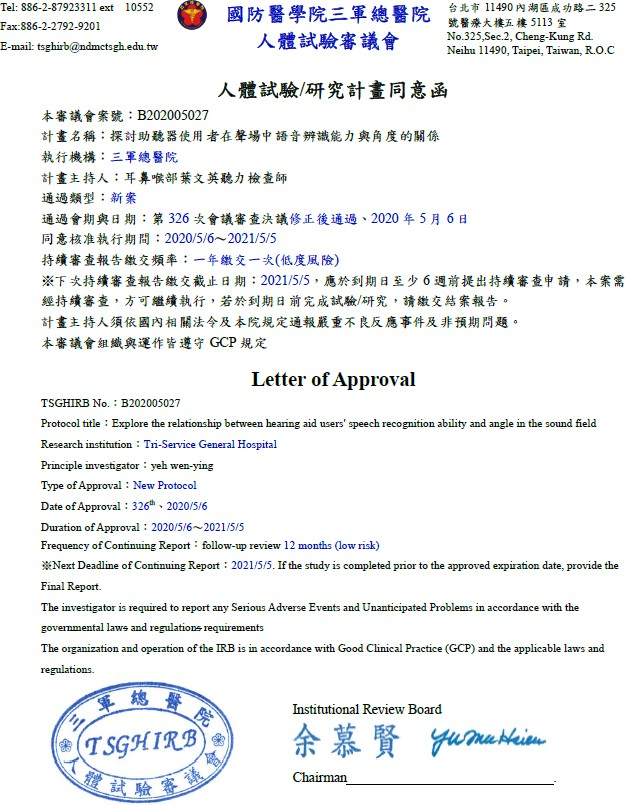 Tel: 886-2-87923311 ext 10552
Fax:886-2-2792-9201
E-mail: tsghirb@ndmctsgh.edu.tw
國防醫學院三軍總醫院
人體試驗審議會
台北市 11490 內湖區成功路二 325
號醫療大樓五樓 5113 室
No.325,Sec.2, Cheng-Kung Rd.
Neihu 11490, Taipei, Taiwan, R.O.C
人體試驗/研究計畫同意函
本審議會案號：B202005027
計畫名稱：探討助聽器使用者在聲場中語音辨識能力與角度的關係
執行機構：三軍總醫院
計畫主持人：耳鼻喉部葉文英聽力檢查師
通過類型：新案
通過會期與日期：第 326 次會議審查決議修正後通過、2020 年 5 月 6 日
同意核准執行期間：2020/5/6～2021/5/5
持續審查報告繳交頻率：一年繳交一次(低度風險)
※下次持續審查報告繳交截止日期：2021/5/5，應於到期日至少 6 週前提出持續審查申請，本案需
經持續審查，方可繼續執行，若於到期日前完成試驗/研究，請繳交結案報告。
計畫主持人須依國內相關法令及本院規定通報嚴重不良反應事件及非預期問題。
本審議會組織與運作皆遵守 GCP 規定
Letter of Approval
TSGHIRB No.：B202005027
Protocol title：Explore the relationship between hearing aid users' speech recognition ability and angle in the sound field
Research institution：Tri-Service General Hospital
Principle investigator：yeh wen-ying
Type of Approval：New Protocol
Date of Approval：326th、2020/5/6
Duration of Approval：2020/5/6～2021/5/5
Frequency of Continuing Report：follow-up review 12 months (low risk)
※Next Deadline of Continuing Report：2021/5/5. If the study is completed prior to the approved expiration date, provide the
Final Report.
The investigator is required to report any Serious Adverse Events and Unanticipated Problems in accordance with the
governmental laws and regulations requirements
The organization and operation of the IRB is in accordance with Good Clinical Practice (GCP) and the applicable laws and
regulations.
三軍總醫院
TSGHIRB
人體試驗審議會
Institutional Review Board
余慕賢 Yu Mu Hsien
Chairman